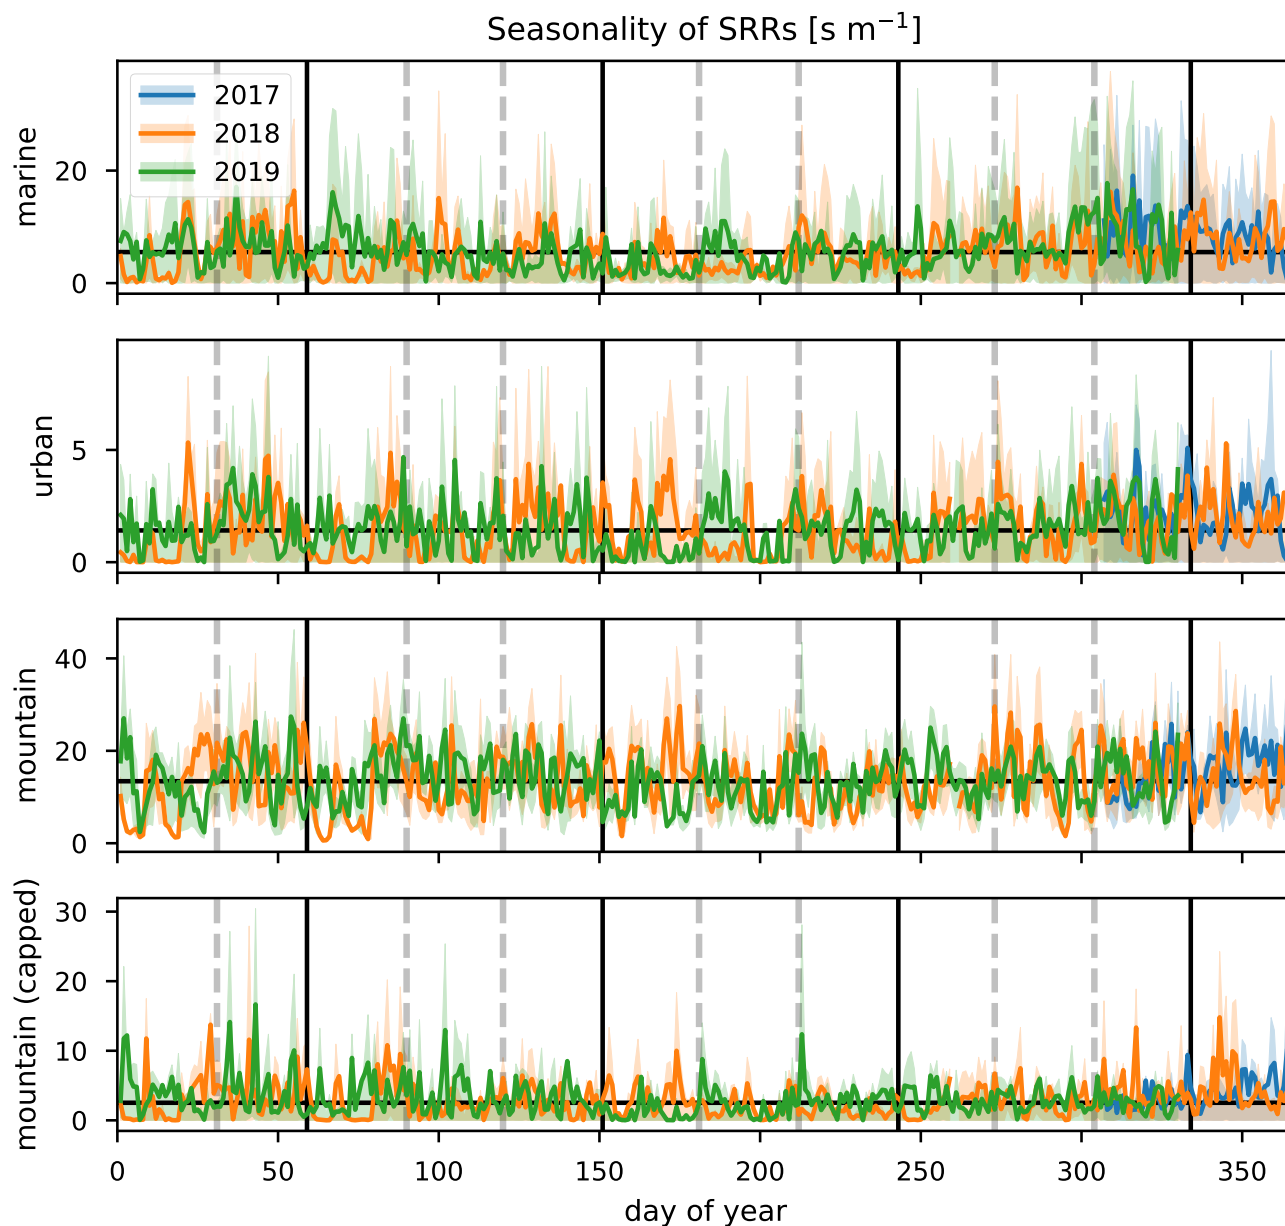 Seasonality of SRRs [s m⁻¹]
marine
20
0
2017
2018
2019
urban
5
0
mountain
40
20
0
mountain (capped)
30
20
10
0
0 50 100 150 200 250 300 350
day of year